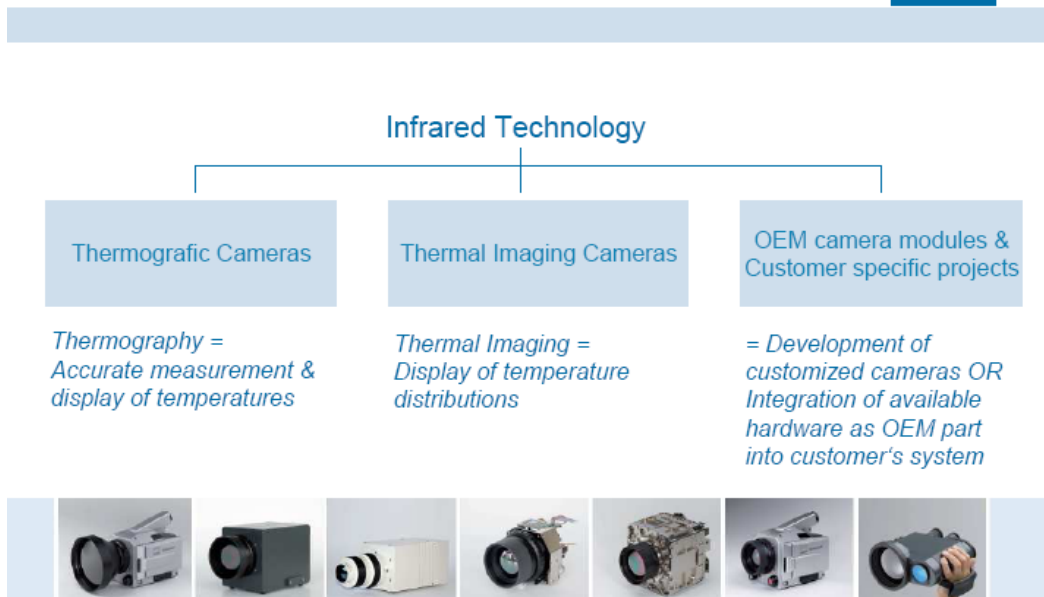 Infrared Technology
Thermografic Cameras
Thermal Imaging Cameras
OEM camera modules &
Customer specific projects
Thermography =
Accurate measurement &
display of temperatures
Thermal Imaging =
Display of temperature
distributions
= Development of
customized cameras OR
Integration of available
hardware as OEM part
into customer‘s system